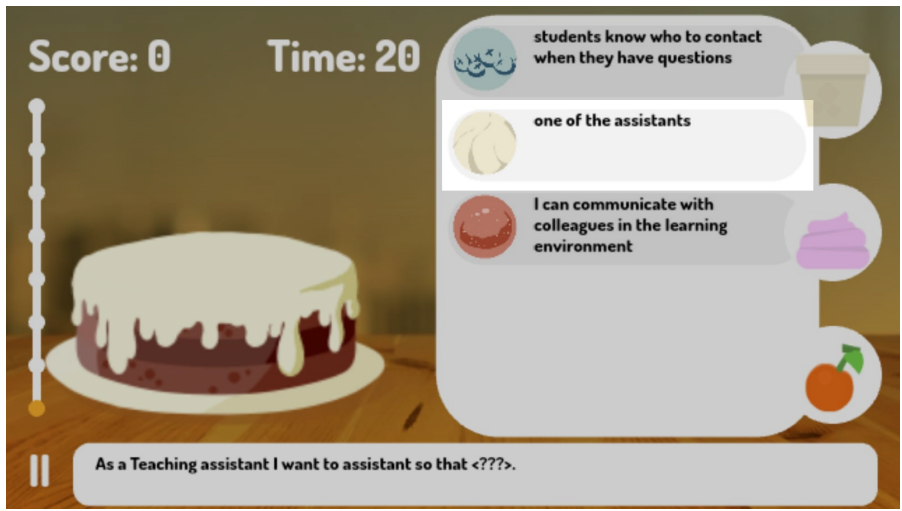 Score: 0
Time: 20
students know who to contact
when they have questions
one of the assistants
I can communicate with
colleagues in the learning
environment
As a Teaching assistant I want to assistant so that <???>.